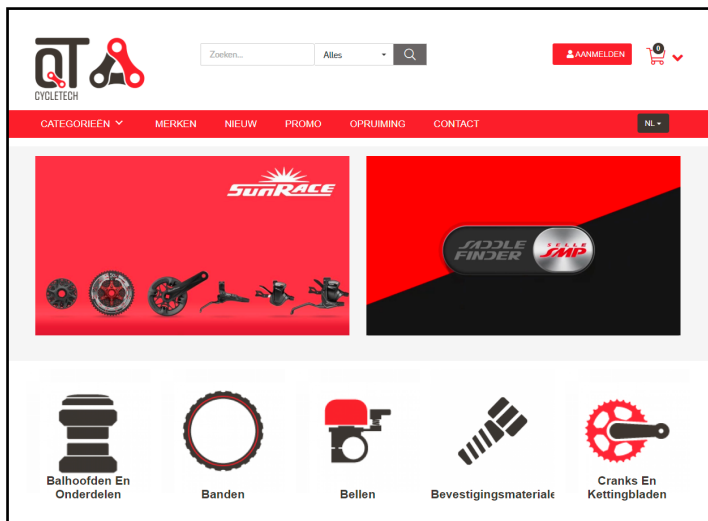 QT
CYCLETECH
Zoeken...
Alles
AANMELDEN
0
CATEGORIEËN
MERKEN
NIEUW
PROMO
OPRUIMING
CONTACT
NL
SUNRACE
SADDLE
FINDER
SELLE
SMP
Balhoofden En
Onderdelen
Banden
Bellen
Bevestigingsmateriale
Cranks En
Kettingbladen